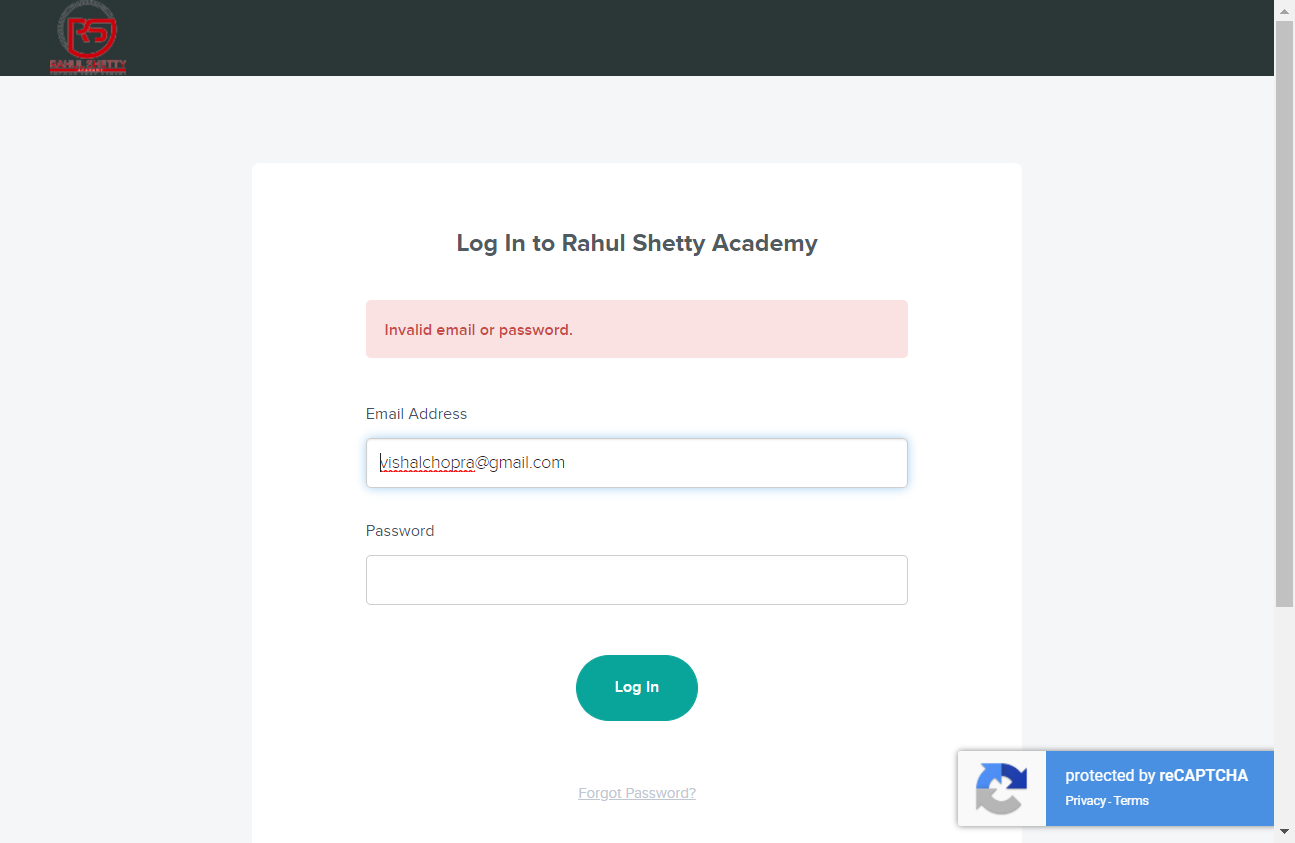 RAHUL SHETTY
ACADEMY
Log In to Rahul Shetty Academy
Invalid email or password.
Email Address
vishalchopra@gmail.com
Password
Log In
Forgot Password?
protected by reCAPTCHA
Privacy - Terms